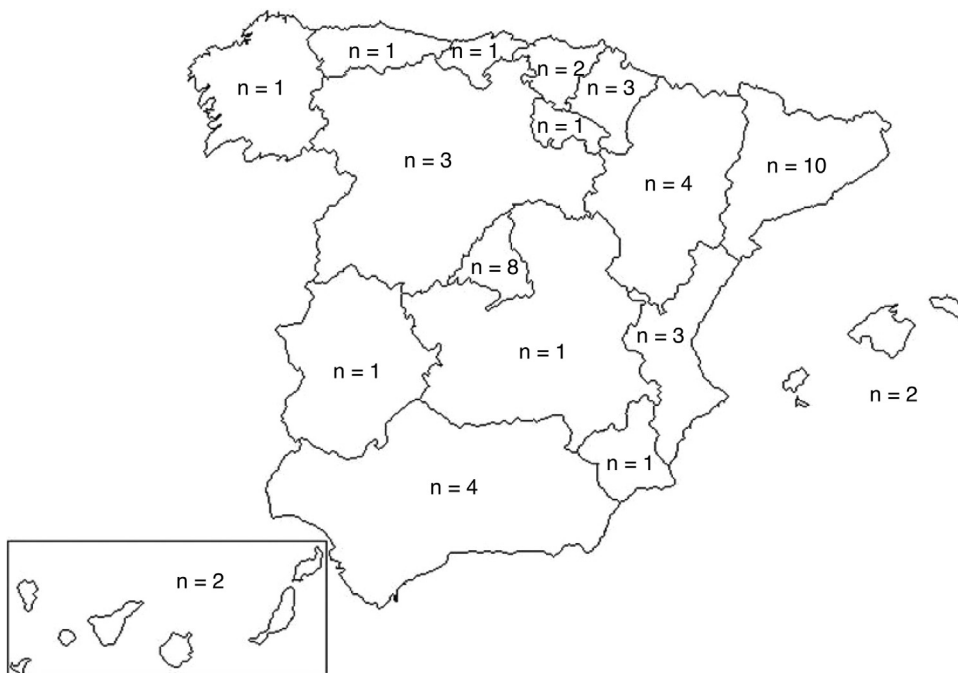 n = 1
n = 1
n = 1
n = 2
n = 3
n = 1
n = 3
n = 4
n = 10
n = 8
n = 3
n = 1
n = 1
n = 2
n = 1
n = 4
n = 2